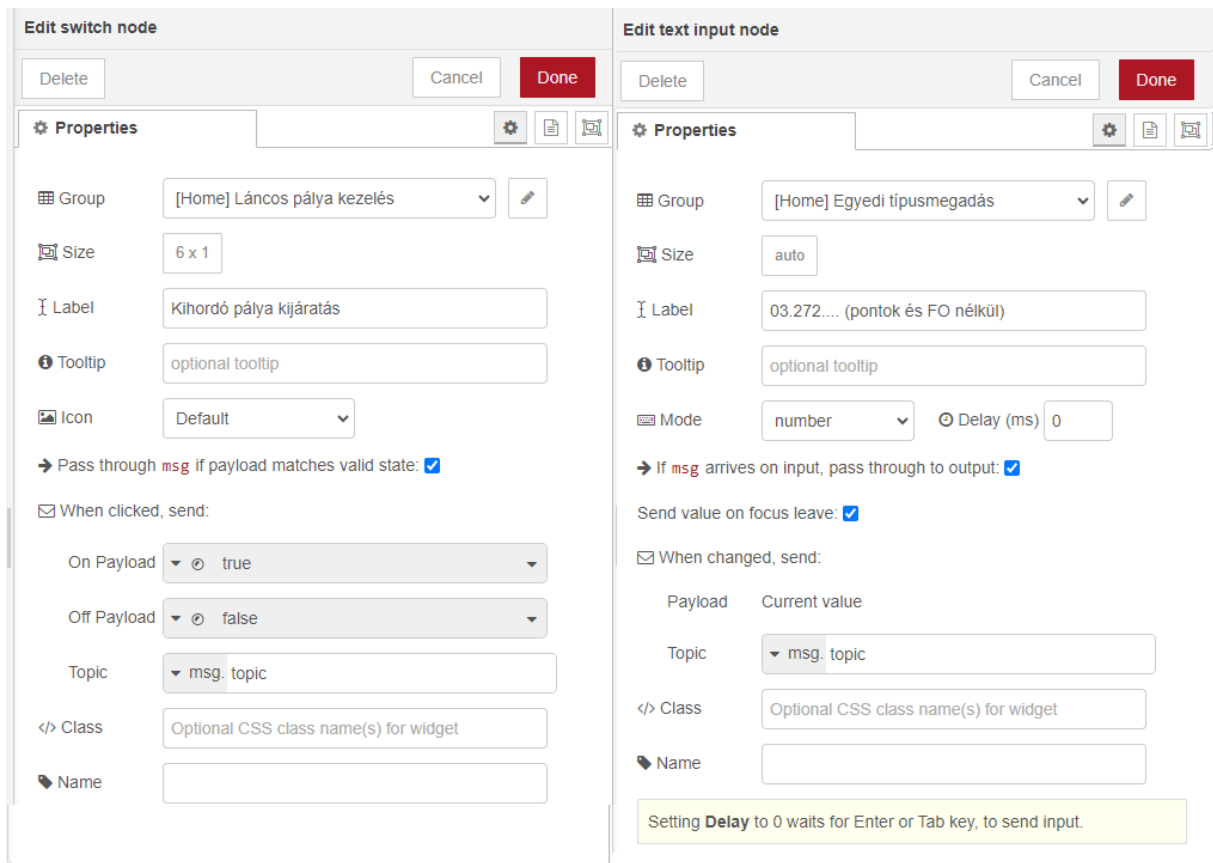 Edit switch node
Delete Cancel Done
Properties
Group [Home] Láncos pálya kezelés
Size 6 x 1
Label Kihordó pálya kijáratás
Tooltip optional tooltip
Icon Default
Pass through msg if payload matches valid state:
When clicked, send:
On Payload true
Off Payload false
Topic msg. topic
</> Class Optional CSS class name(s) for widget
Name
Edit text input node
Delete Cancel Done
Properties
Group [Home] Egyedi típusmegadás
Size auto
Label 03.272.... (pontok és FO nélkül)
Tooltip optional tooltip
Mode number Delay (ms) 0
If msg arrives on input, pass through to output:
Send value on focus leave:
When changed, send:
Payload Current value
Topic msg. topic
</> Class Optional CSS class name(s) for widget
Name
Setting Delay to 0 waits for Enter or Tab key, to send input.